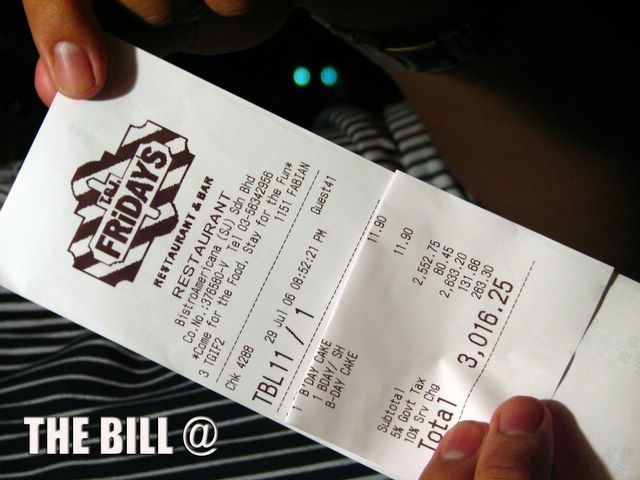 T.G.I.
FRiDAYS
RESTAURANT & BAR
RESTAURANT
BistroAmericana (SJ) Sdn Bhd
Co.No.:376580-V Tel 03-56342956
*Come for the Food, Stay for the Fun*
3 TGIF2 1151 FABIAN
Chk 4288 Guest41
29 Jul 06 08:52:21 PM
TBL11 / 1
1 B'DAY CAKE 11.90
1 BDAY/ SH
B-DAY CAKE 11.90
2,552.75
80.45
Subtotal 2,633.20
5% Govt Tax 131.66
10% Srv Chg 263.30
Total 3,016.25
THE BILL @